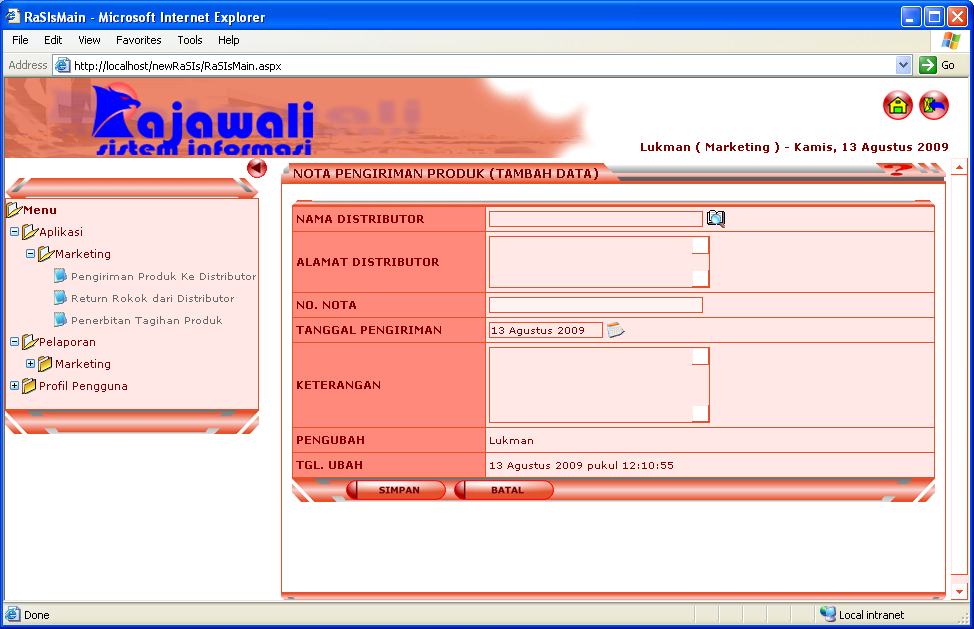 RaSIsMain - Microsoft Internet Explorer
File Edit View Favorites Tools Help
Address http://localhost/newRaSIs/RaSIsMain.aspx Go
Rajawali
sistem informasi
Lukman ( Marketing ) - Kamis, 13 Agustus 2009
NOTA PENGIRIMAN PRODUK (TAMBAH DATA)
?
Menu
Aplikasi
Marketing
Pengiriman Produk Ke Distributor
Return Rokok dari Distributor
Penerbitan Tagihan Produk
Pelaporan
Marketing
Profil Pengguna
NAMA DISTRIBUTOR
ALAMAT DISTRIBUTOR
NO. NOTA
TANGGAL PENGIRIMAN 13 Agustus 2009
KETERANGAN
PENGUBAH Lukman
TGL. UBAH 13 Agustus 2009 pukul 12:10:55
SIMPAN BATAL
Done Local intranet